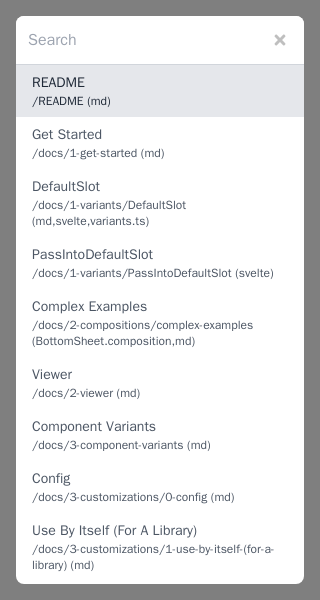 Search
README
/README (md)
Get Started
/docs/1-get-started (md)
DefaultSlot
/docs/1-variants/DefaultSlot
(md,svelte,variants.ts)
PassIntoDefaultSlot
/docs/1-variants/PassIntoDefaultSlot (svelte)
Complex Examples
/docs/2-compositions/complex-examples
(BottomSheet.composition,md)
Viewer
/docs/2-viewer (md)
Component Variants
/docs/3-component-variants (md)
Config
/docs/3-customizations/0-config (md)
Use By Itself (For A Library)
/docs/3-customizations/1-use-by-itself-(for-a-
library) (md)